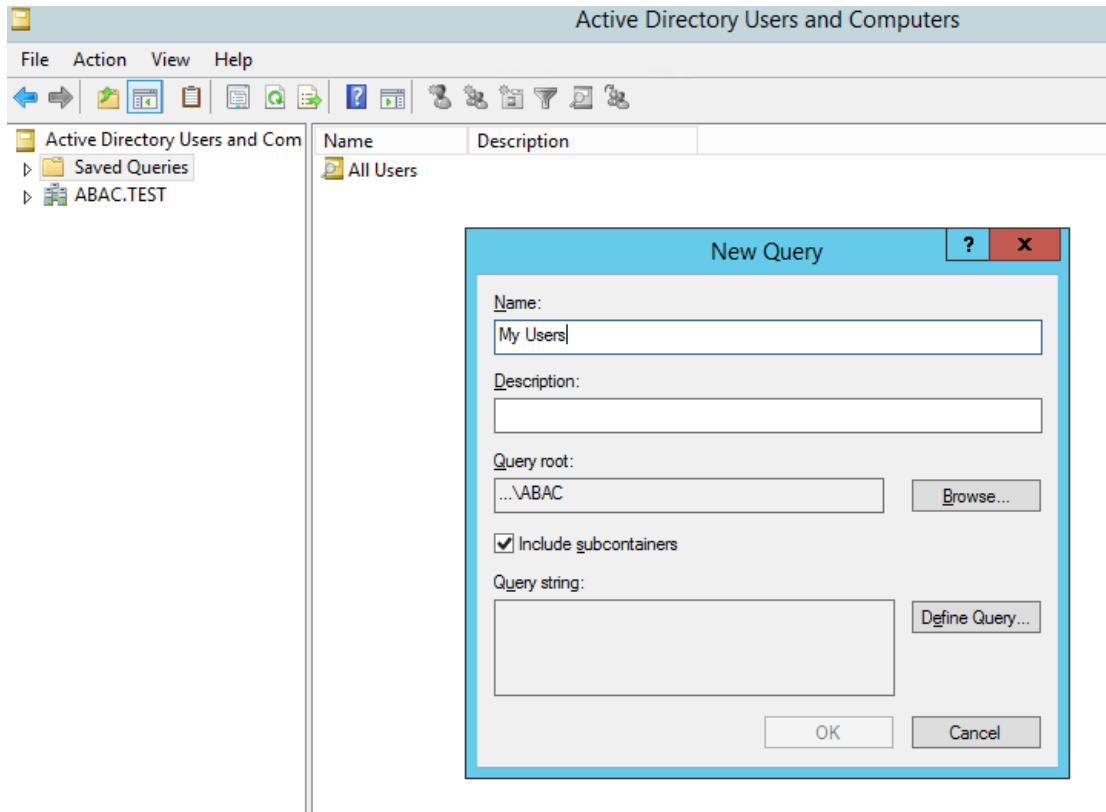 Active Directory Users and Computers
File Action View Help
Active Directory Users and Com
Saved Queries
ABAC.TEST
Name Description
All Users
New Query
? x
Name:
My Users
Description:
Query root:
...\ABAC
Browse...
Include subcontainers
Query string:
Define Query...
OK Cancel